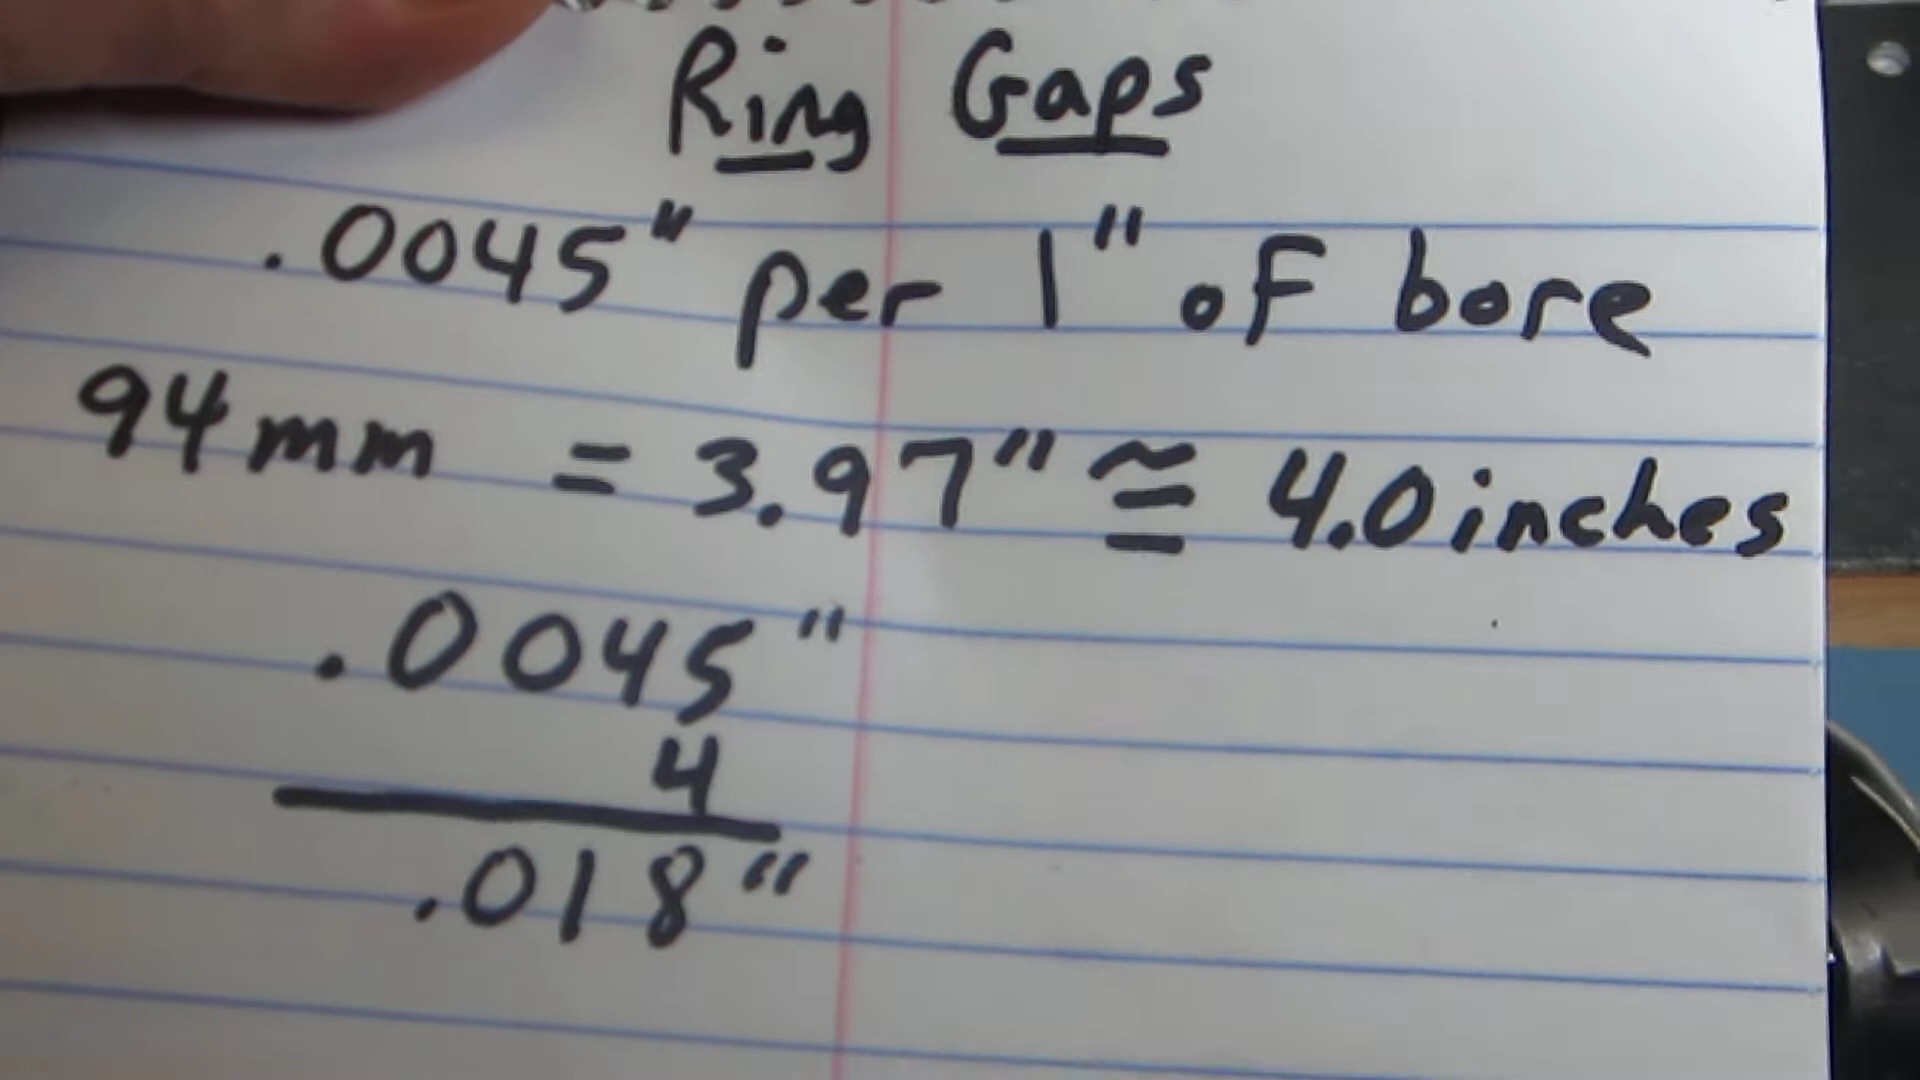 Ring Gaps
.0045" per 1" of bore
94mm = 3.97" ≅ 4.0 inches
.0045"
4
.018"